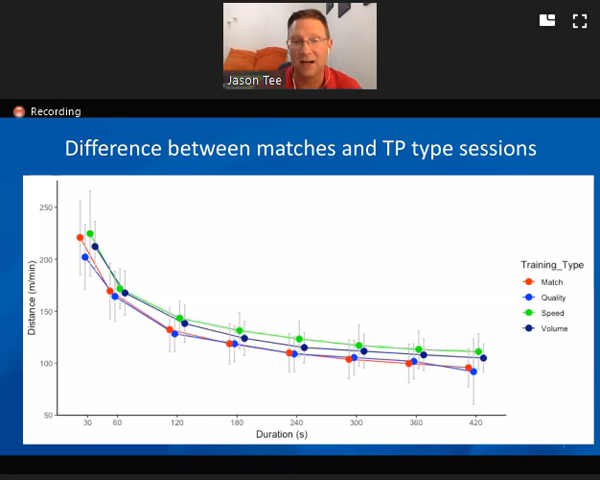 Jason Tee
Recording
Difference between matches and TP type sessions
250
200
150
100
50
Distance (m/min)
30 60 120 180 240 300 360 420
Duration (s)
Training_Type
Match
Quality
Speed
Volume